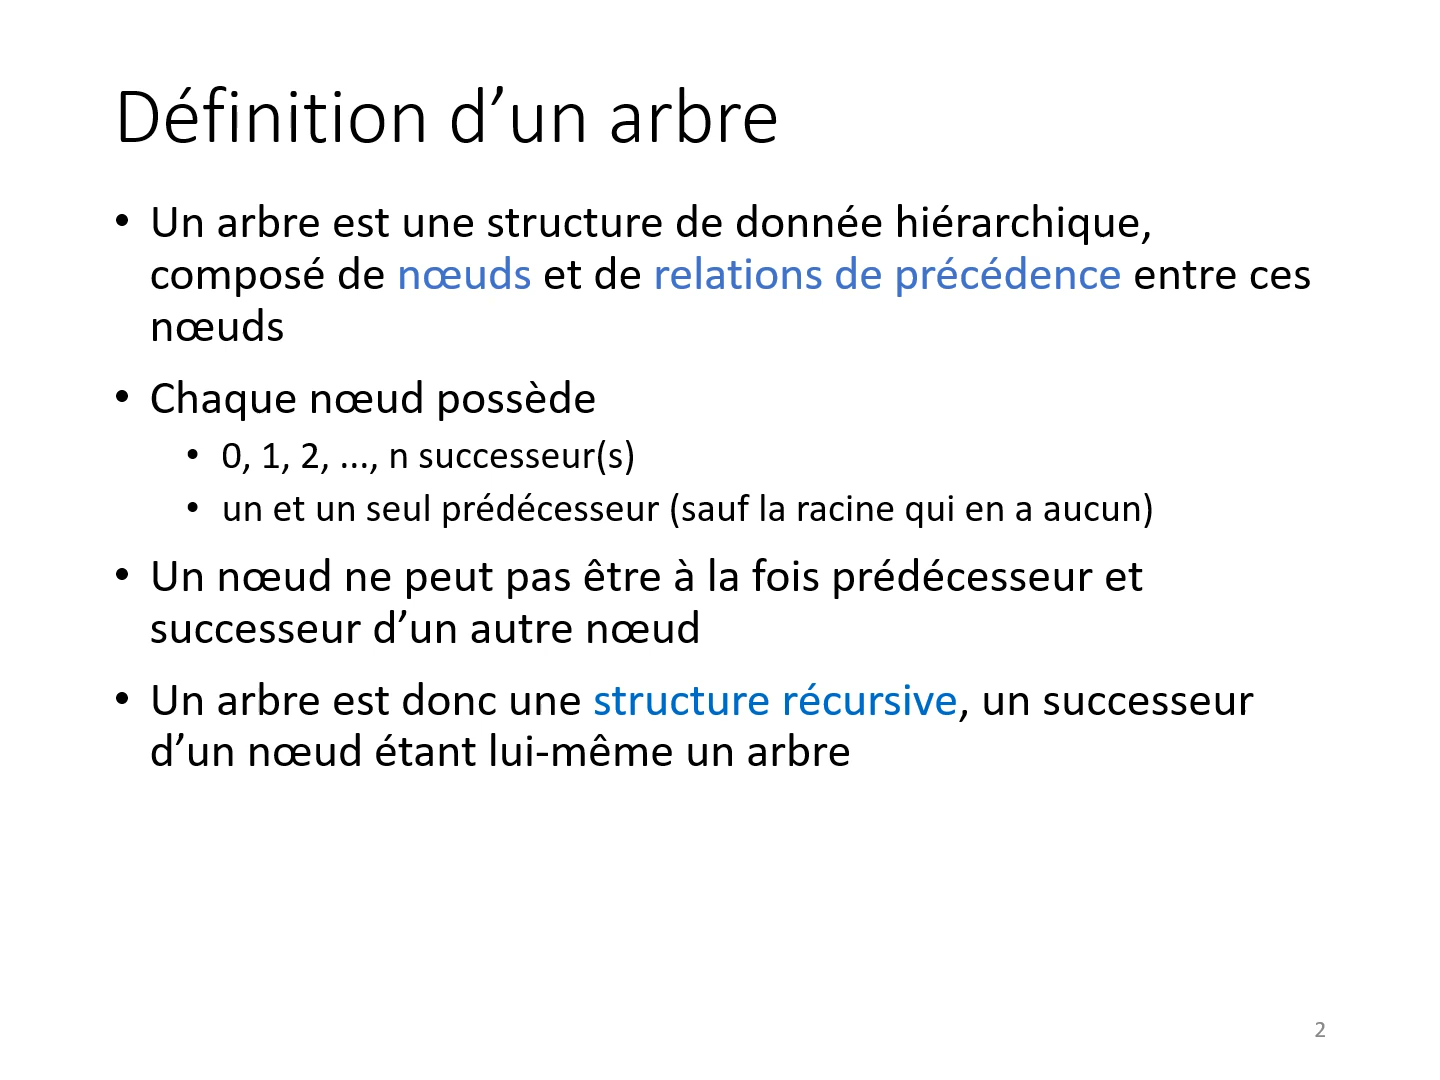 Définition d’un arbre
• Un arbre est une structure de donnée hiérarchique,
composé de nœuds et de relations de précédence entre ces
nœuds
• Chaque nœud possède
• 0, 1, 2, ..., n successeur(s)
• un et un seul prédécesseur (sauf la racine qui en a aucun)
• Un nœud ne peut pas être à la fois prédécesseur et
successeur d’un autre nœud
• Un arbre est donc une structure récursive, un successeur
d’un nœud étant lui-même un arbre
2